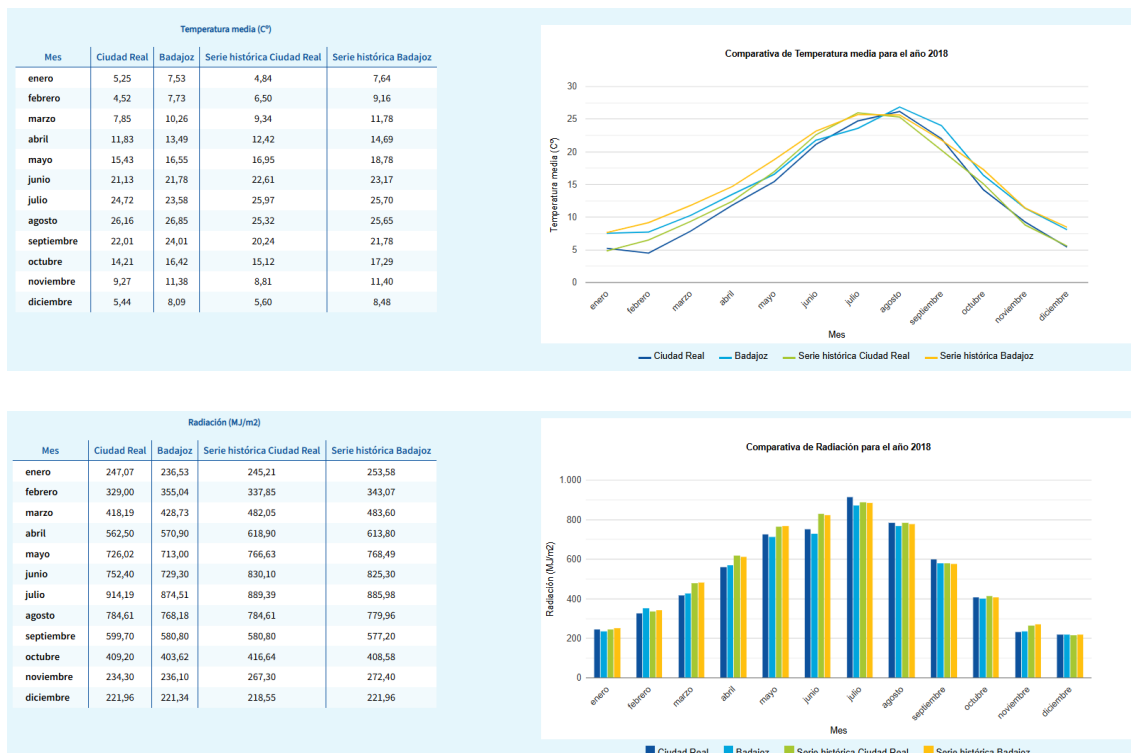 Temperatura media (Cº)
Mes Ciudad Real Badajoz Serie histórica Ciudad Real Serie histórica Badajoz
enero 5,25 7,53 4,84 7,64
febrero 4,52 7,73 6,50 9,16
marzo 7,85 10,26 9,34 11,78
abril 11,83 13,49 12,42 14,69
mayo 15,43 16,55 16,95 18,78
junio 21,13 21,78 22,61 23,17
julio 24,72 23,58 25,97 25,70
agosto 26,16 26,85 25,32 25,65
septiembre 22,01 24,01 20,24 21,78
octubre 14,21 16,42 15,12 17,29
noviembre 9,27 11,38 8,81 11,40
diciembre 5,44 8,09 5,60 8,48
Comparativa de Temperatura media para el año 2018
Temperatura media (Cº)
30
25
20
15
10
5
0
enero febrero marzo abril mayo junio julio agosto septiembre octubre noviembre diciembre
Mes
Ciudad Real Badajoz Serie histórica Ciudad Real Serie histórica Badajoz
Radiación (MJ/m2)
Mes Ciudad Real Badajoz Serie histórica Ciudad Real Serie histórica Badajoz
enero 247,07 236,53 245,21 253,58
febrero 329,00 355,04 337,85 343,07
marzo 418,19 428,73 482,05 483,60
abril 562,50 570,90 618,90 613,80
mayo 726,02 713,00 766,63 768,49
junio 752,40 729,30 830,10 825,30
julio 914,19 874,51 889,39 885,98
agosto 784,61 768,18 784,61 779,96
septiembre 599,70 580,80 580,80 577,20
octubre 409,20 403,62 416,64 408,58
noviembre 234,30 236,10 267,30 272,40
diciembre 221,96 221,34 218,55 221,96
Comparativa de Radiación para el año 2018
Radiación (MJ/m2)
1.000
800
600
400
200
0
enero febrero marzo abril mayo junio julio agosto septiembre octubre noviembre diciembre
Mes
Ciudad Real Badajoz Serie histórica Ciudad Real Serie histórica Badajoz